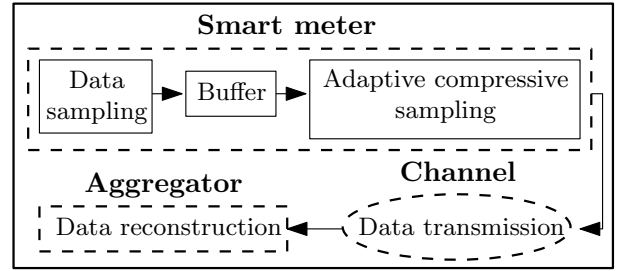 Smart meter
Data
sampling
Buffer
Adaptive compressive
sampling
Channel
Aggregator
Data reconstruction
Data transmission